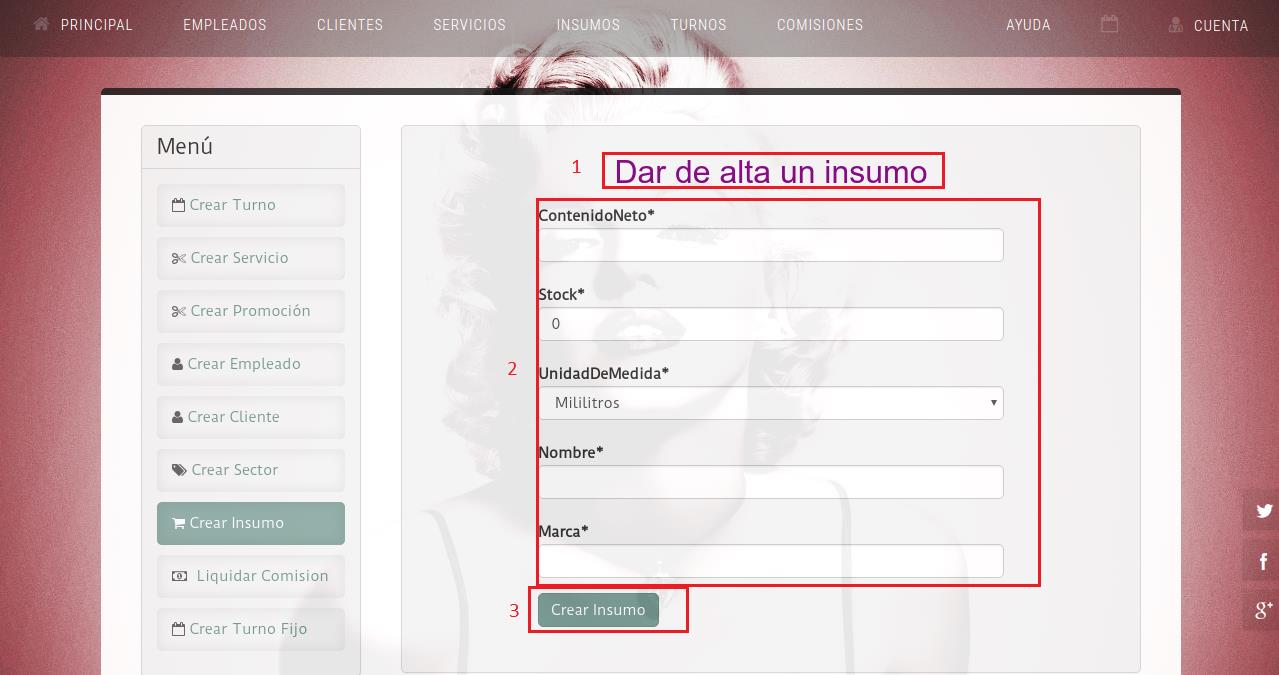 PRINCIPAL EMPLEADOS CLIENTES SERVICIOS INSUMOS TURNOS COMISIONES AYUDA CUENTA
Menú
Crear Turno
Crear Servicio
Crear Promoción
Crear Empleado
Crear Cliente
Crear Sector
Crear Insumo
Liquidar Comision
Crear Turno Fijo
1 Dar de alta un insumo
2
ContenidoNeto*
Stock*
0
UnidadDeMedida*
Mililitros
Nombre*
Marca*
3 Crear Insumo